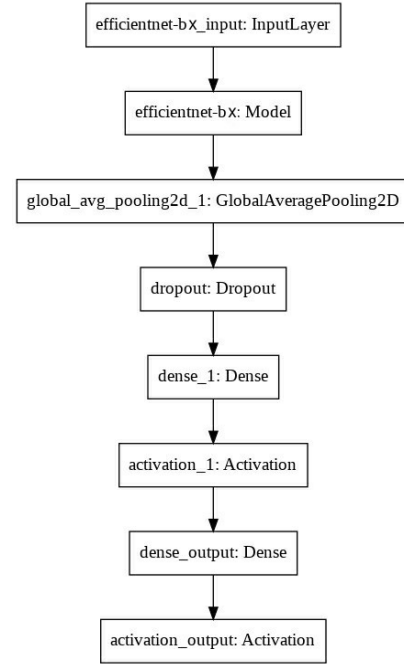 efficientnet-bx_input: InputLayer
efficientnet-bx: Model
global_avg_pooling2d_1: GlobalAveragePooling2D
dropout: Dropout
dense_1: Dense
activation_1: Activation
dense_output: Dense
activation_output: Activation